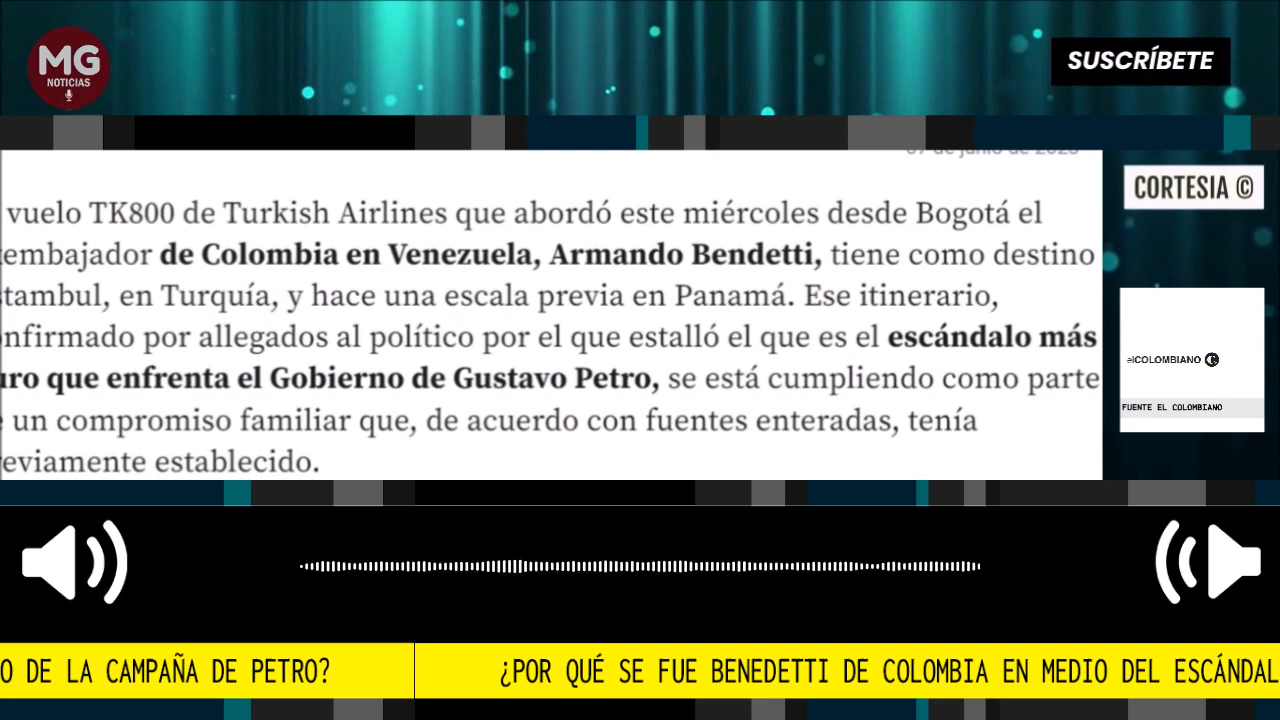 MG
NOTICIAS
SUSCRÍBETE
CORTESIA ©
vuelo TK800 de Turkish Airlines que abordó este miércoles desde Bogotá el
embajador de Colombia en Venezuela, Armando Bendetti, tiene como destino
stambul, en Turquía, y hace una escala previa en Panamá. Ese itinerario,
onfirmado por allegados al político por el que estalló el que es el escándalo más
uro que enfrenta el Gobierno de Gustavo Petro, se está cumpliendo como parte
e un compromiso familiar que, de acuerdo con fuentes enteradas, tenía
eviamente establecido.
elCOLOMBIANO
FUENTE EL COLOMBIANO
O DE LA CAMPAÑA DE PETRO?
¿POR QUÉ SE FUE BENEDETTI DE COLOMBIA EN MEDIO DEL ESCÁNDAL